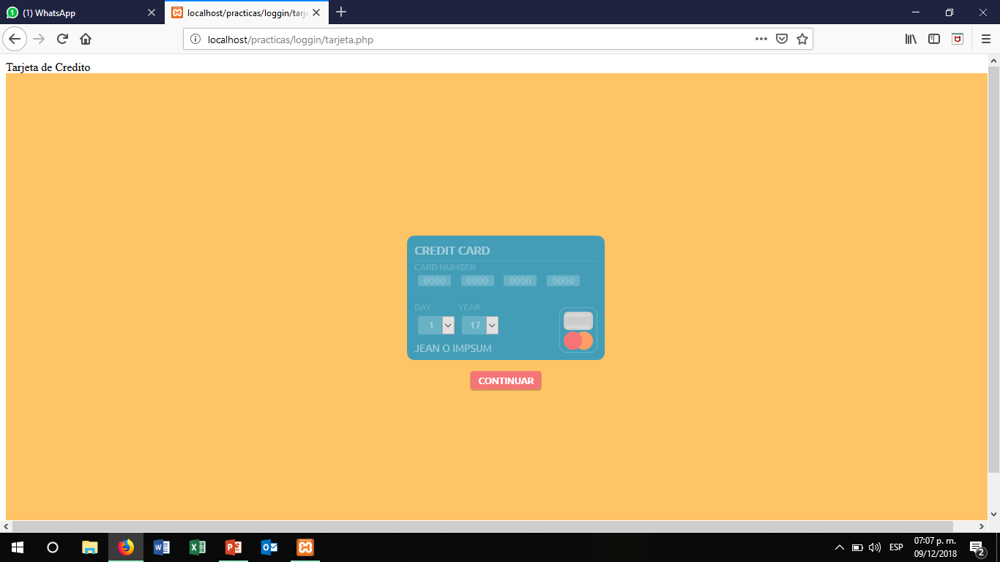 (1) WhatsApp
localhost/practicas/loggin/tarje
localhost/practicas/loggin/tarjeta.php
Tarjeta de Credito
CREDIT CARD
CARD NUMBER
0000 0000 0000 0000
DAY YEAR
1 17
JEAN O IMPSUM
CONTINUAR
ESP
07:07 p. m.
09/12/2018
2